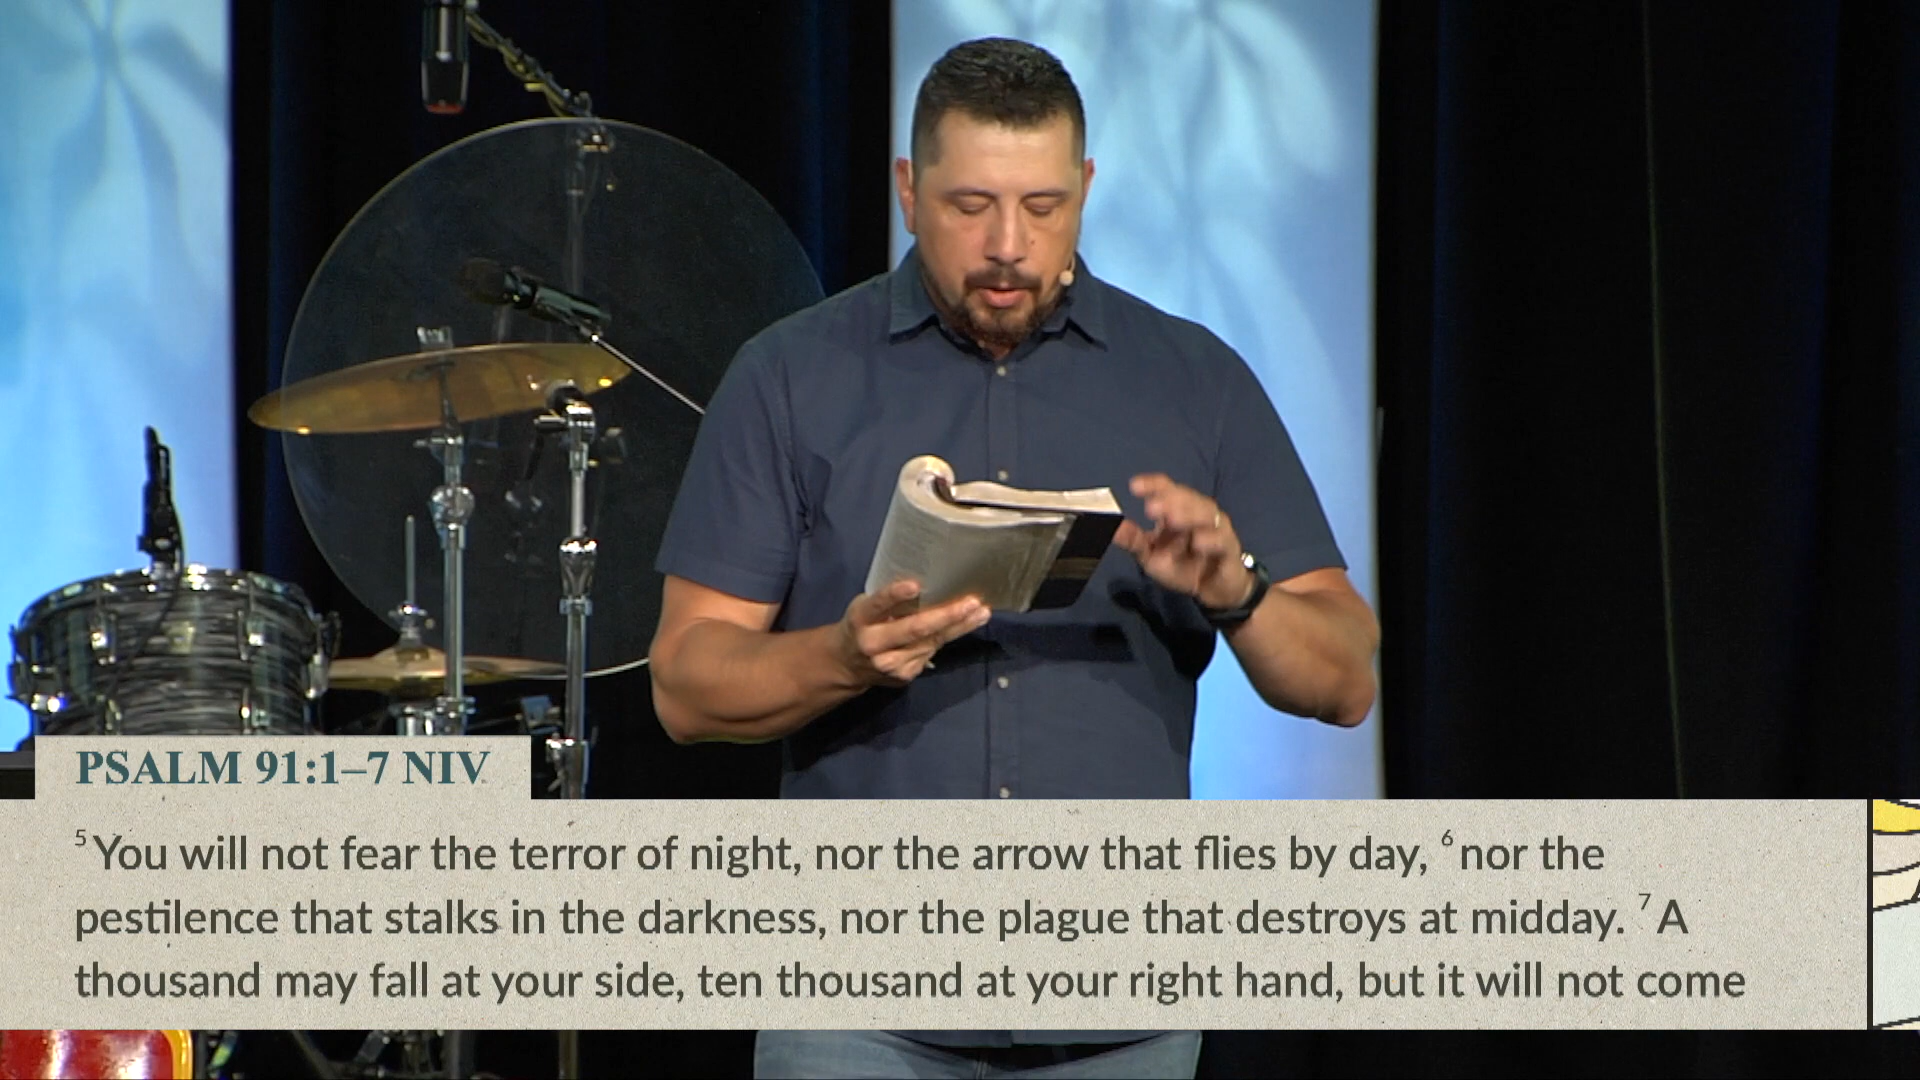 PSALM 91:1–7 NIV
⁵You will not fear the terror of night, nor the arrow that flies by day, ⁶nor the
pestilence that stalks in the darkness, nor the plague that destroys at midday. ⁷A
thousand may fall at your side, ten thousand at your right hand, but it will not come